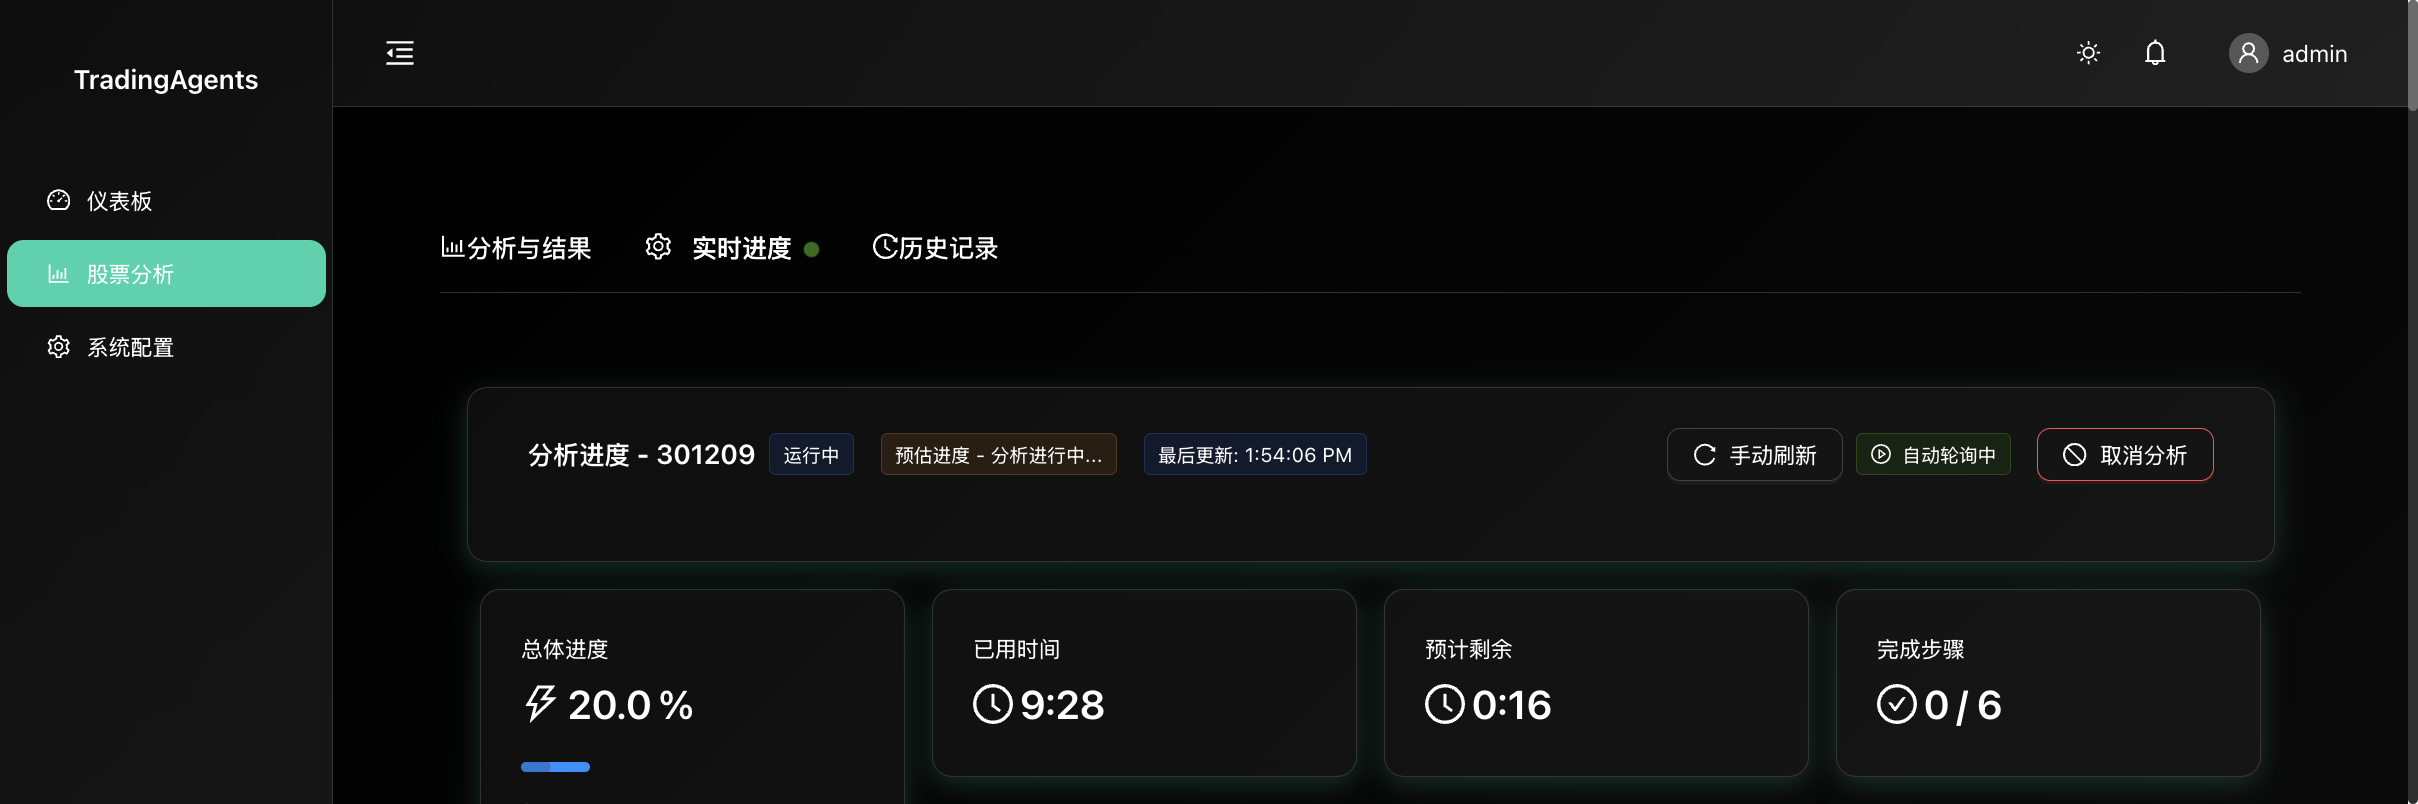 TradingAgents
admin
仪表板
股票分析
系统配置
分析与结果 实时进度 历史记录
分析进度 - 301209 运行中 预估进度 - 分析进行中... 最后更新: 1:54:06 PM 手动刷新 自动轮询中 取消分析
总体进度
20.0 %
已用时间
9:28
预计剩余
0:16
完成步骤
0 / 6